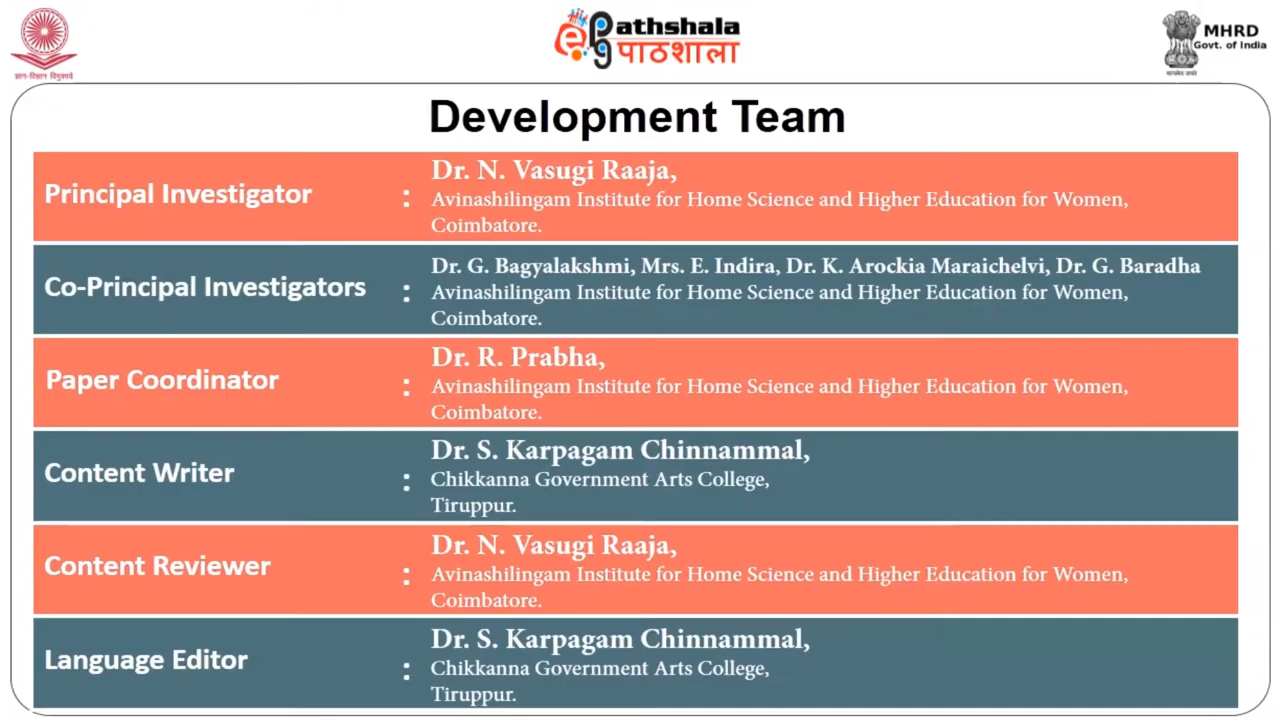 ज्ञान-विज्ञान विमुक्तये
ePg Pathshala
पाठशाला
MHRD
Govt. of India
सत्यमेव जयते
Development Team
Principal Investigator : Dr. N. Vasugi Raaja,
Avinashilingam Institute for Home Science and Higher Education for Women,
Coimbatore.
Co-Principal Investigators : Dr. G. Bagyalakshmi, Mrs. E. Indira, Dr. K. Arockia Maraichelvi, Dr. G. Baradha
Avinashilingam Institute for Home Science and Higher Education for Women,
Coimbatore.
Paper Coordinator : Dr. R. Prabha,
Avinashilingam Institute for Home Science and Higher Education for Women,
Coimbatore.
Content Writer : Dr. S. Karpagam Chinnammal,
Chikkanna Government Arts College,
Tiruppur.
Content Reviewer : Dr. N. Vasugi Raaja,
Avinashilingam Institute for Home Science and Higher Education for Women,
Coimbatore.
Language Editor : Dr. S. Karpagam Chinnammal,
Chikkanna Government Arts College,
Tiruppur.